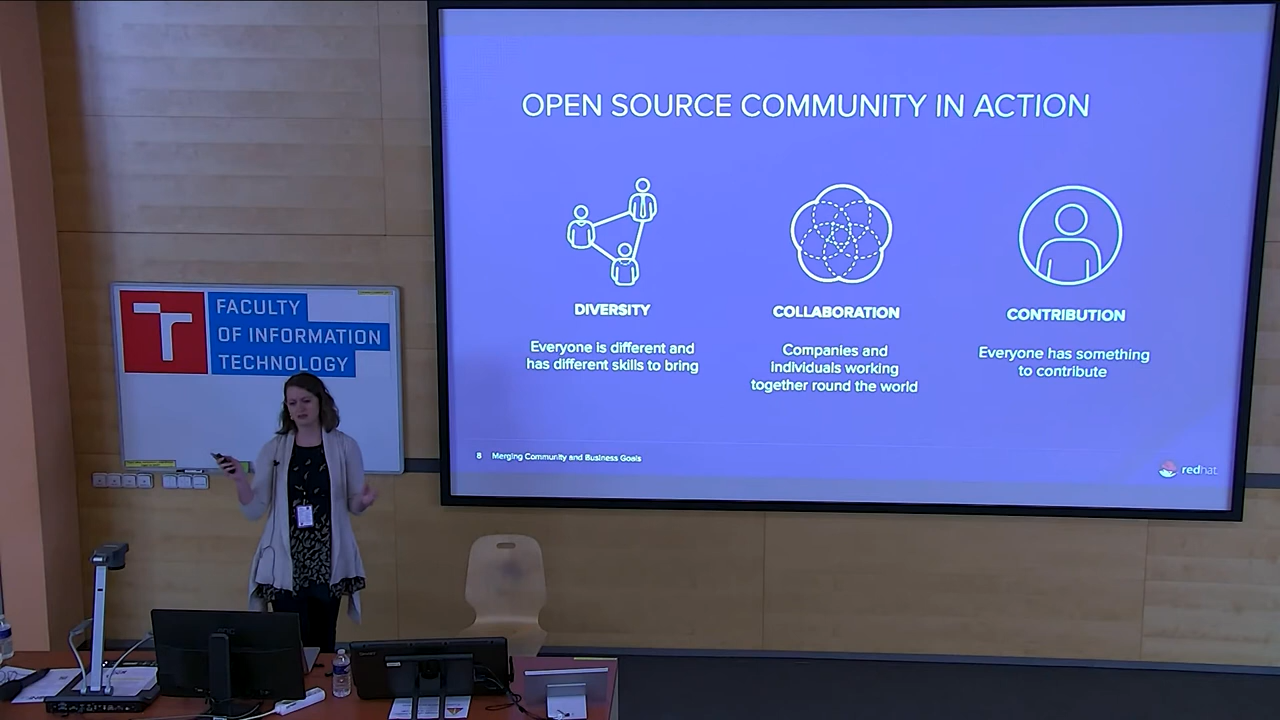 OPEN SOURCE COMMUNITY IN ACTION
DIVERSITY
Everyone is different and
has different skills to bring
COLLABORATION
Companies and
individuals working
together round the world
CONTRIBUTION
Everyone has something
to contribute
8 Merging Community and Business Goals
redhat
FACULTY
OF INFORMATION
TECHNOLOGY